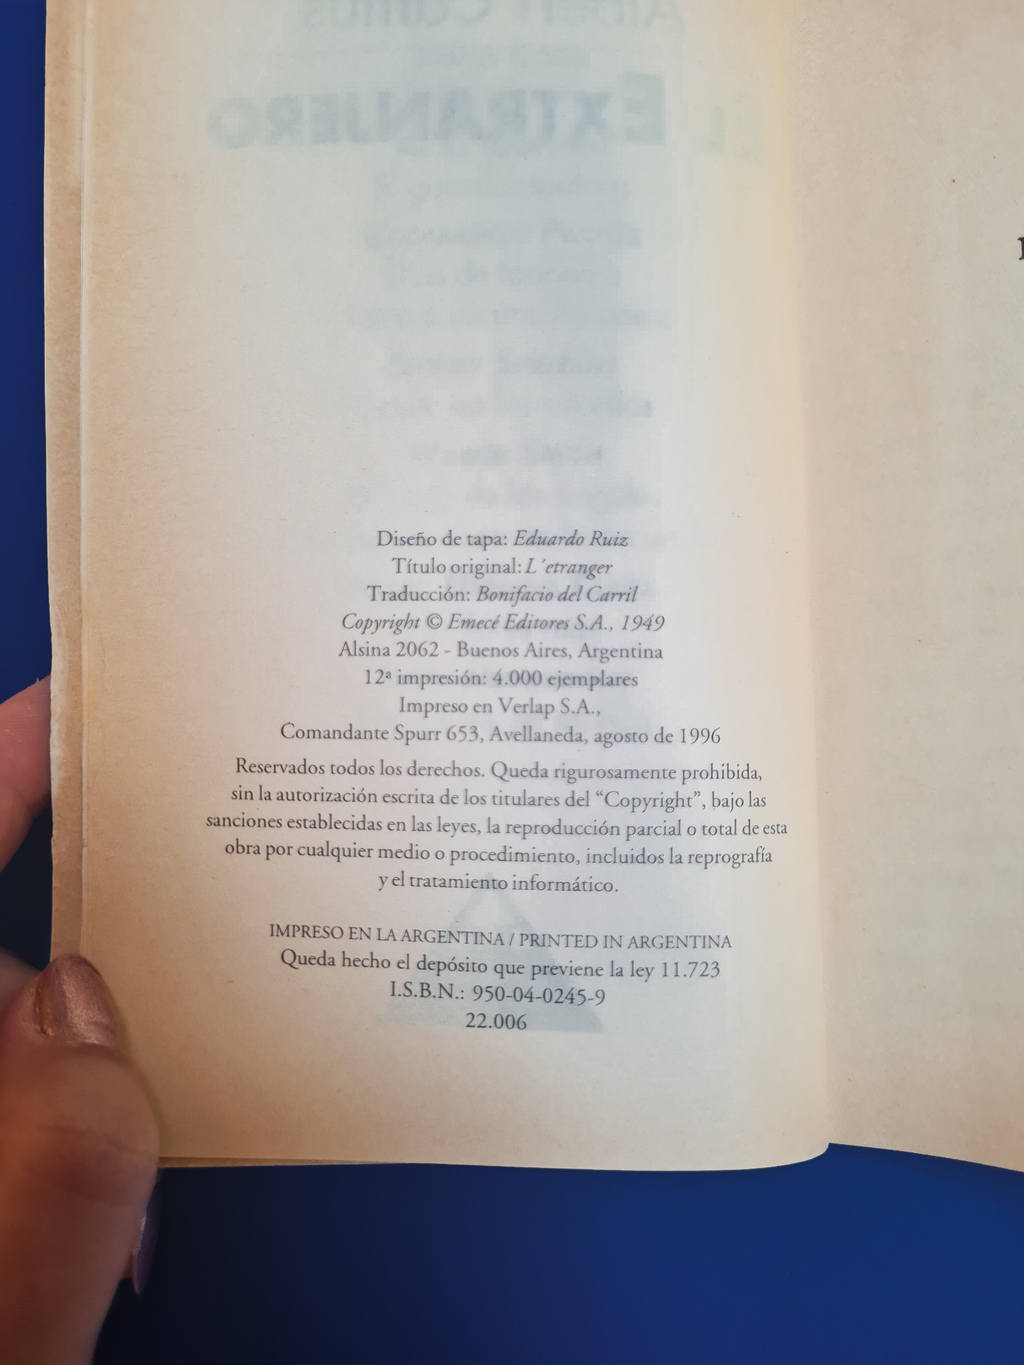 Diseño de tapa: Eduardo Ruiz
Título original: L´etranger
Traducción: Bonifacio del Carril
Copyright © Emecé Editores S.A., 1949
Alsina 2062 - Buenos Aires, Argentina
12ª impresión: 4.000 ejemplares
Impreso en Verlap S.A.,
Comandante Spurr 653, Avellaneda, agosto de 1996
Reservados todos los derechos. Queda rigurosamente prohibida,
sin la autorización escrita de los titulares del “Copyright”, bajo las
sanciones establecidas en las leyes, la reproducción parcial o total de esta
obra por cualquier medio o procedimiento, incluidos la reprografía
y el tratamiento informático.
IMPRESO EN LA ARGENTINA / PRINTED IN ARGENTINA
Queda hecho el depósito que previene la ley 11.723
I.S.B.N.: 950-04-0245-9
22.006